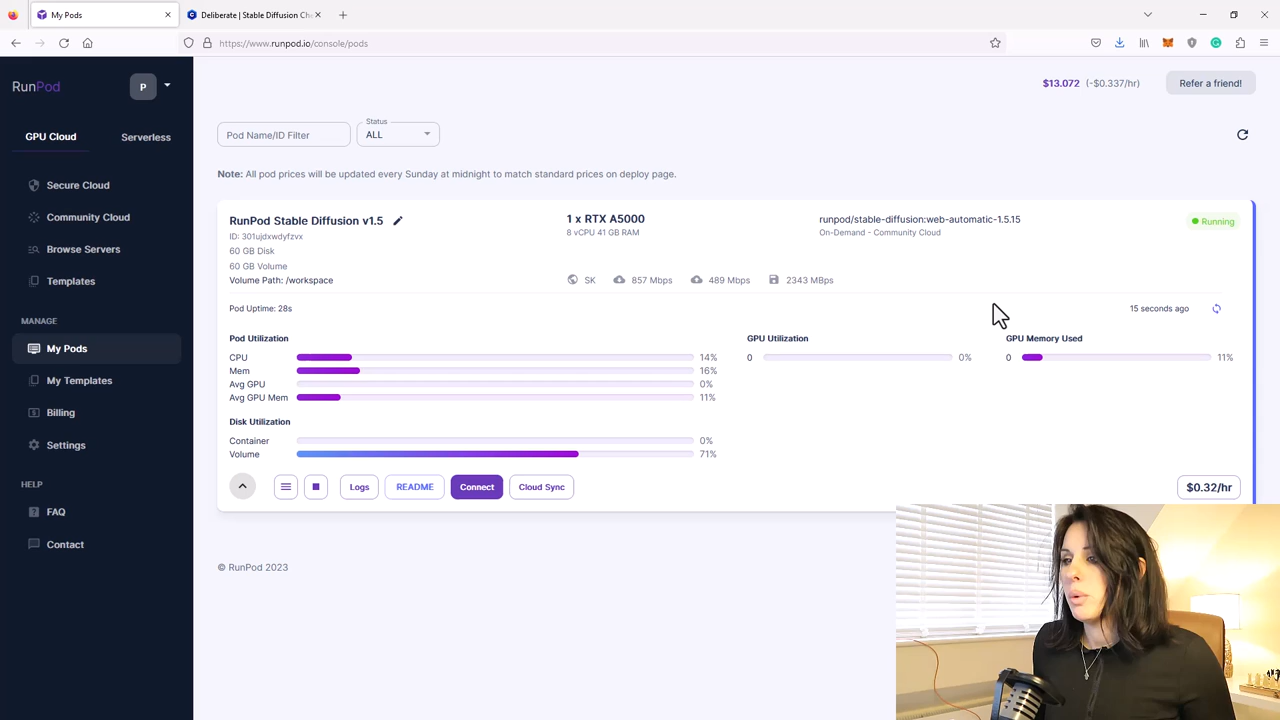 My Pods
Deliberate | Stable Diffusion Che
https://www.runpod.io/console/pods
RunPod
P
GPU Cloud
Serverless
Secure Cloud
Community Cloud
Browse Servers
Templates
MANAGE
My Pods
My Templates
Billing
Settings
HELP
FAQ
Contact
$13.072 (-$0.337/hr)
Refer a friend!
Pod Name/ID Filter
Status
ALL
Note: All pod prices will be updated every Sunday at midnight to match standard prices on deploy page.
RunPod Stable Diffusion v1.5
ID: 301ujdxwdyfzvx
60 GB Disk
60 GB Volume
Volume Path: /workspace
1 x RTX A5000
8 vCPU 41 GB RAM
runpod/stable-diffusion:web-automatic-1.5.15
On-Demand - Community Cloud
Running
SK 857 Mbps 489 Mbps 2343 MBps
Pod Uptime: 28s
15 seconds ago
Pod Utilization
CPU 14%
Mem 16%
Avg GPU 0%
Avg GPU Mem 11%
GPU Utilization
0 0%
GPU Memory Used
0 11%
Disk Utilization
Container 0%
Volume 71%
Logs
README
Connect
Cloud Sync
$0.32/hr
© RunPod 2023